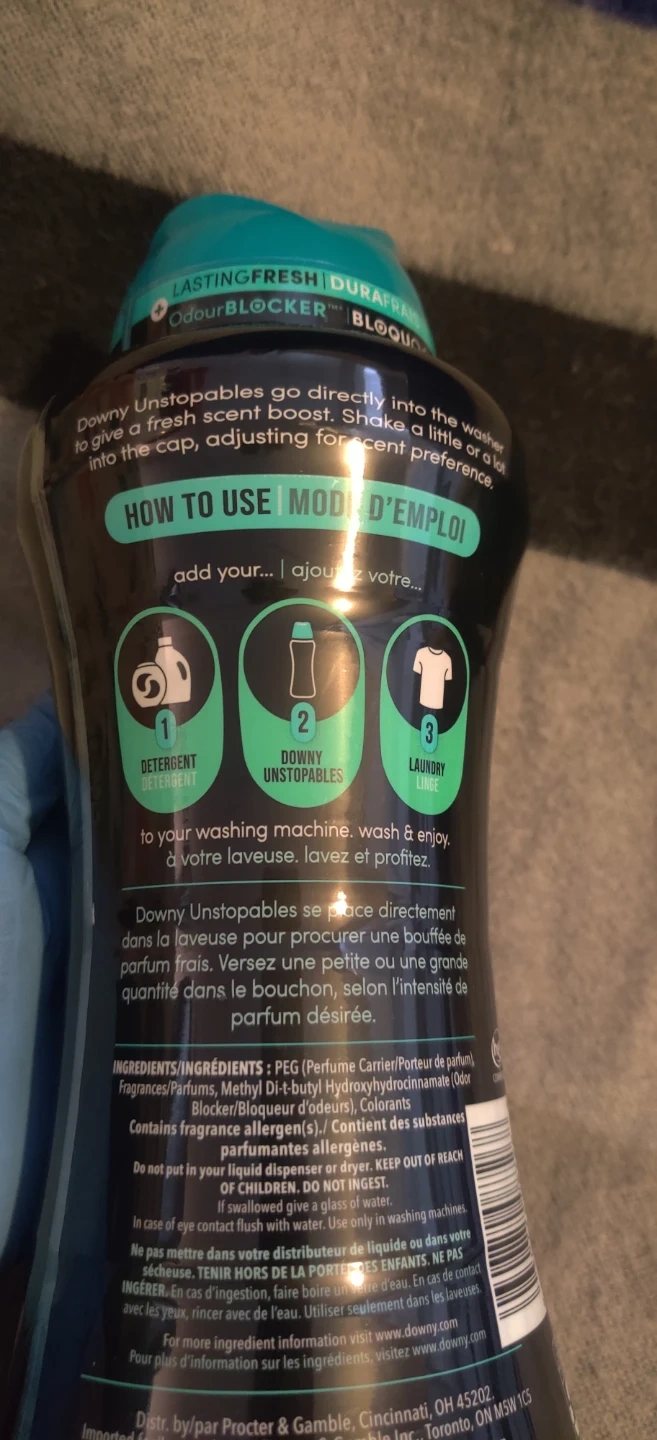 LASTINGFRESH | DURAFRA
+ OdourBLOCKER™ | BLOQU
Downy Unstopables go directly into the washer
to give a fresh scent boost. Shake a little or a lot
into the cap, adjusting for scent preference.
HOW TO USE | MODE D'EMPLOI
add your... | ajoutez votre...
1
DETERGENT
DÉTERGENT
2
DOWNY
UNSTOPABLES
3
LAUNDRY
LINGE
to your washing machine. wash & enjoy.
à votre laveuse. lavez et profitez.
Downy Unstopables se place directement
dans la laveuse pour procurer une bouffée de
parfum frais. Versez une petite ou une grande
quantité dans le bouchon, selon l'intensité de
parfum désirée.
INGREDIENTS/INGRÉDIENTS : PEG (Perfume Carrier/Porteur de parfum),
Fragrances/Parfums, Methyl Di-t-butyl Hydroxyhydrocinnamate (Odor
Blocker/Bloqueur d'odeurs), Colorants
Contains fragrance allergen(s)./ Contient des substances
parfumantes allergènes.
Do not put in your liquid dispenser or dryer. KEEP OUT OF REACH
OF CHILDREN. DO NOT INGEST.
If swallowed give a glass of water.
In case of eye contact flush with water. Use only in washing machines.
Ne pas mettre dans votre distributeur de liquide ou dans votre
sécheuse. TENIR HORS DE LA PORTÉE DES ENFANTS. NE PAS
INGÉRER. En cas d'ingestion, faire boire un verre d'eau. En cas de contact
avec les yeux, rincer avec de l'eau. Utiliser seulement dans les laveuses.
For more ingredient information visit www.downy.com
Pour plus d'information sur les ingrédients, visitez www.downy.com
Distr. by/par Procter & Gamble, Cincinnati, OH 45202.
Imported Gamble Inc., Toronto, ON M5W 1C5